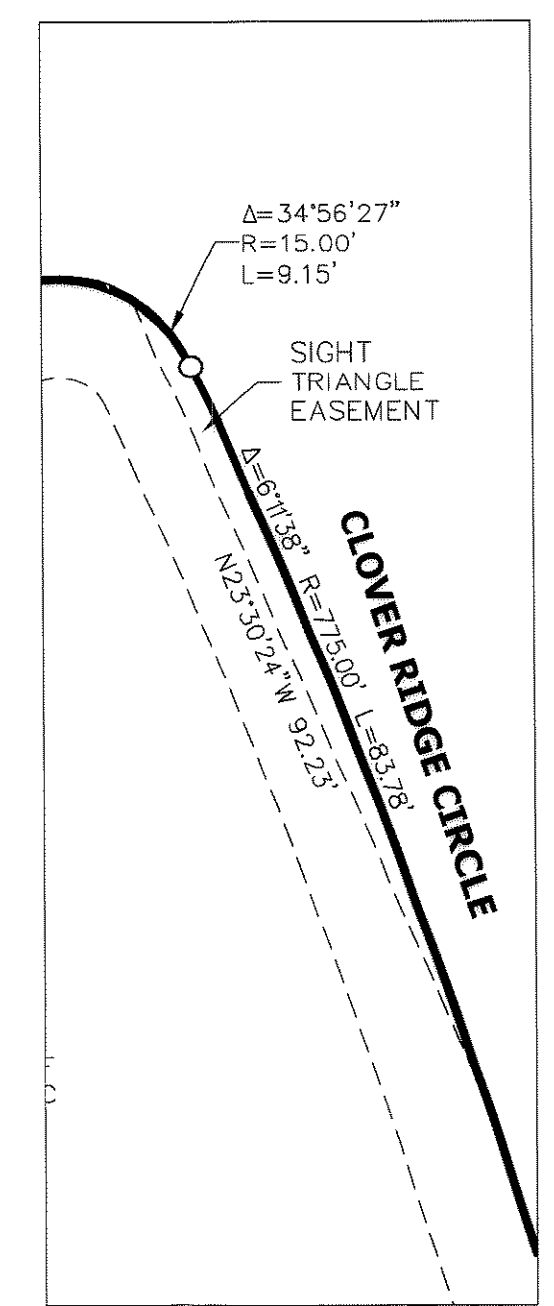 Δ=34°56'27"
R=15.00'
L=9.15'
SIGHT
TRIANGLE
EASEMENT
Δ=6°11'38" R=775.00' L=83.78'
CLOVER RIDGE CIRCLE
N23°30'24"W 92.23'